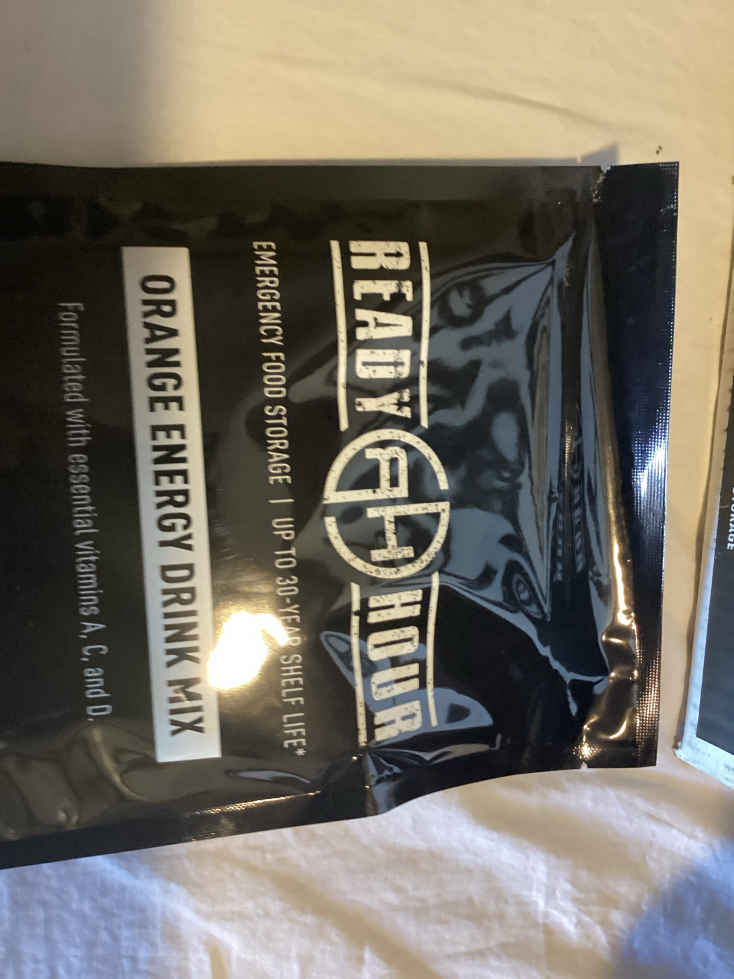 READY RH HOUR
EMERGENCY FOOD STORAGE | UP TO 30-YEAR SHELF LIFE*
ORANGE ENERGY DRINK MIX
Formulated with essential vitamins A, C, and D.
STORAGE